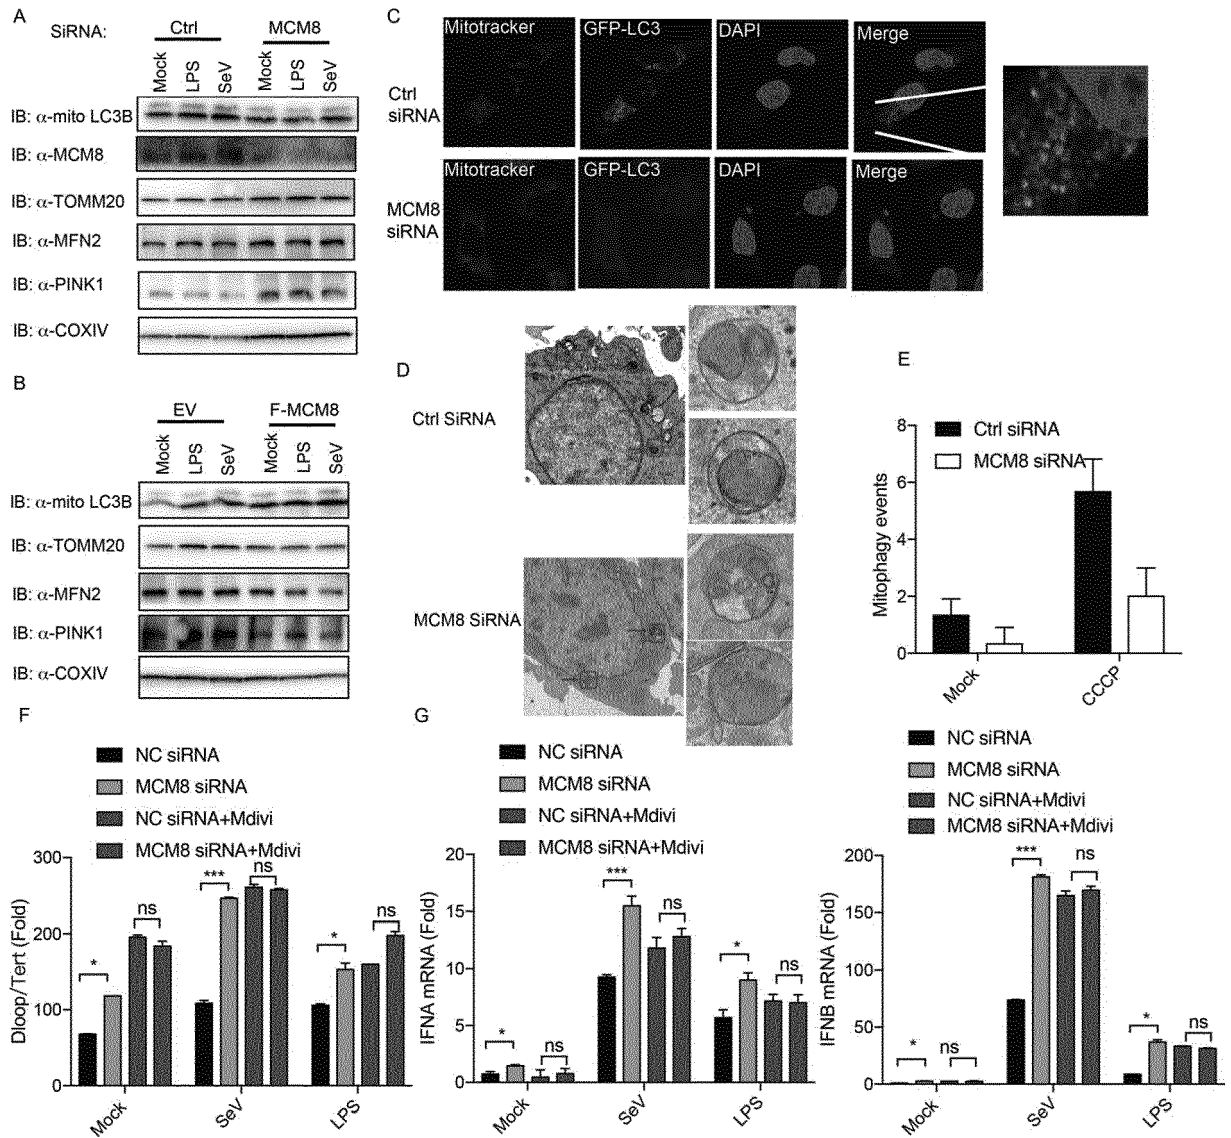 A
SiRNA: Ctrl MCM8
Mock LPS SeV Mock LPS SeV
IB: α-mito LC3B
IB: α-MCM8
IB: α-TOMM20
IB: α-MFN2
IB: α-PINK1
IB: α-COXIV
B
EV F-MCM8
Mock LPS SeV Mock LPS SeV
IB: α-mito LC3B
IB: α-TOMM20
IB: α-MFN2
IB: α-PINK1
IB: α-COXIV
C
Mitotracker GFP-LC3 DAPI Merge
Ctrl
siRNA
Mitotracker GFP-LC3 DAPI Merge
MCM8
siRNA
D
Ctrl SiRNA
MCM8 SiRNA
E
Ctrl siRNA
MCM8 siRNA
Mitophagy events
8
6
4
2
0
Mock CCCP
F
NC siRNA
MCM8 siRNA
NC siRNA+Mdivi
MCM8 siRNA+Mdivi
Dloop/Tert (Fold)
300
200
100
0
* ns *** ns * ns
Mock SeV LPS
G
NC siRNA
MCM8 siRNA
NC siRNA+Mdivi
MCM8 siRNA+Mdivi
IFNA mRNA (Fold)
20
15
10
5
0
* ns *** ns * ns
Mock SeV LPS
NC siRNA
MCM8 siRNA
NC siRNA+Mdivi
MCM8 siRNA+Mdivi
IFNB mRNA (Fold)
200
150
100
50
0
* ns *** ns * ns
Mock SeV LPS